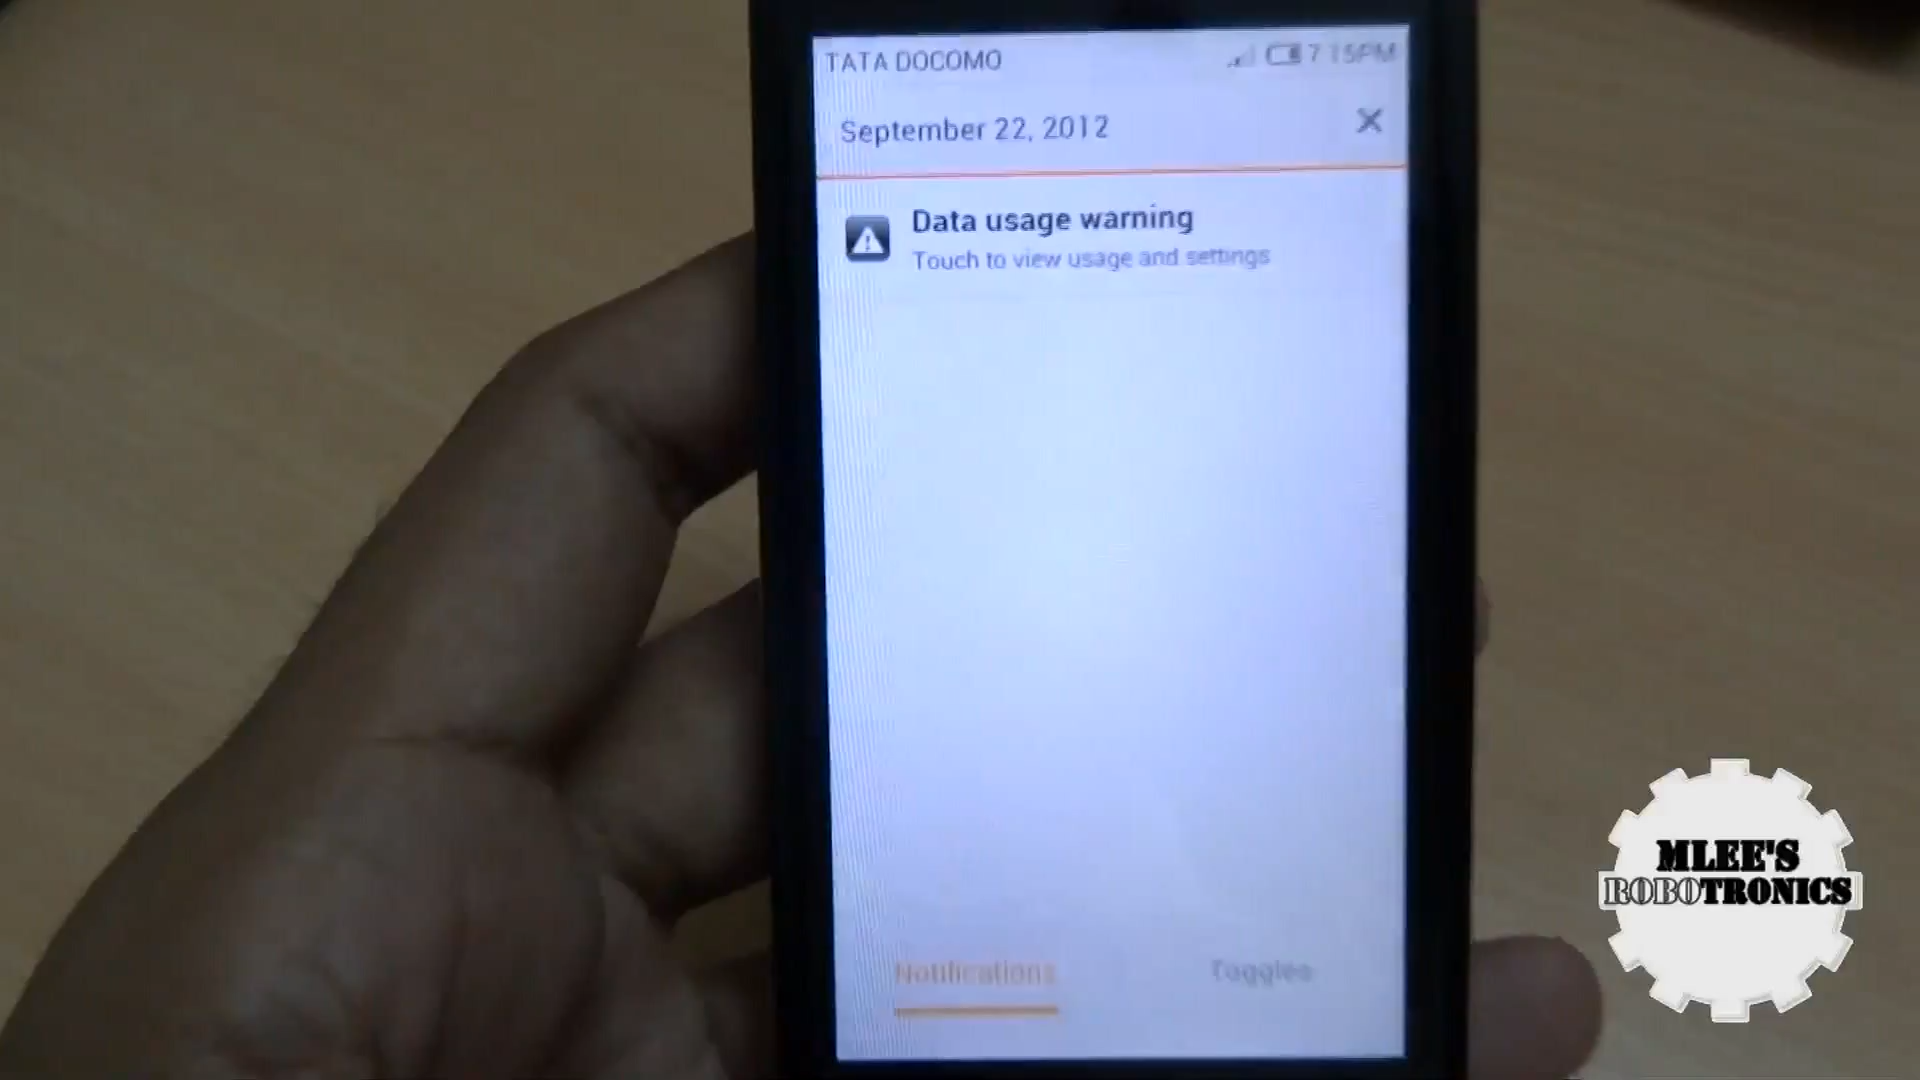 TATA DOCOMO
7 15PM
September 22, 2012
Data usage warning
Touch to view usage and settings
Notifications
Toggles
MLEE'S
ROBOTRONICS